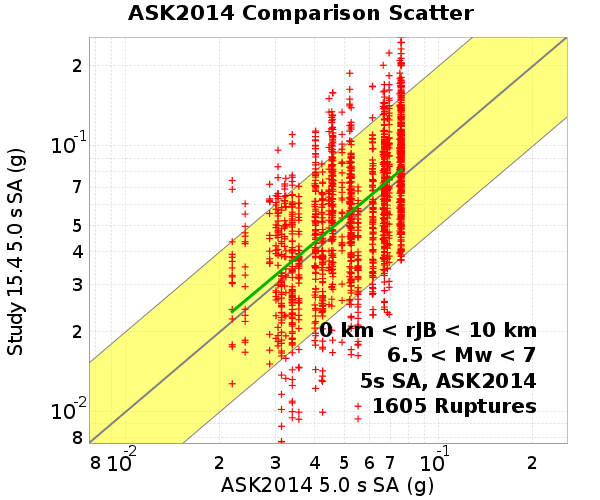 ASK2014 Comparison Scatter
Study 15.4 5.0 s SA (g)
2
10^-1
7
5
4
3
2
10^-2
8
0 km < rJB < 10 km
6.5 < Mw < 7
5s SA, ASK2014
1605 Ruptures
8 10^-2 2 3 4 5 6 7 10^-1 2
ASK2014 5.0 s SA (g)